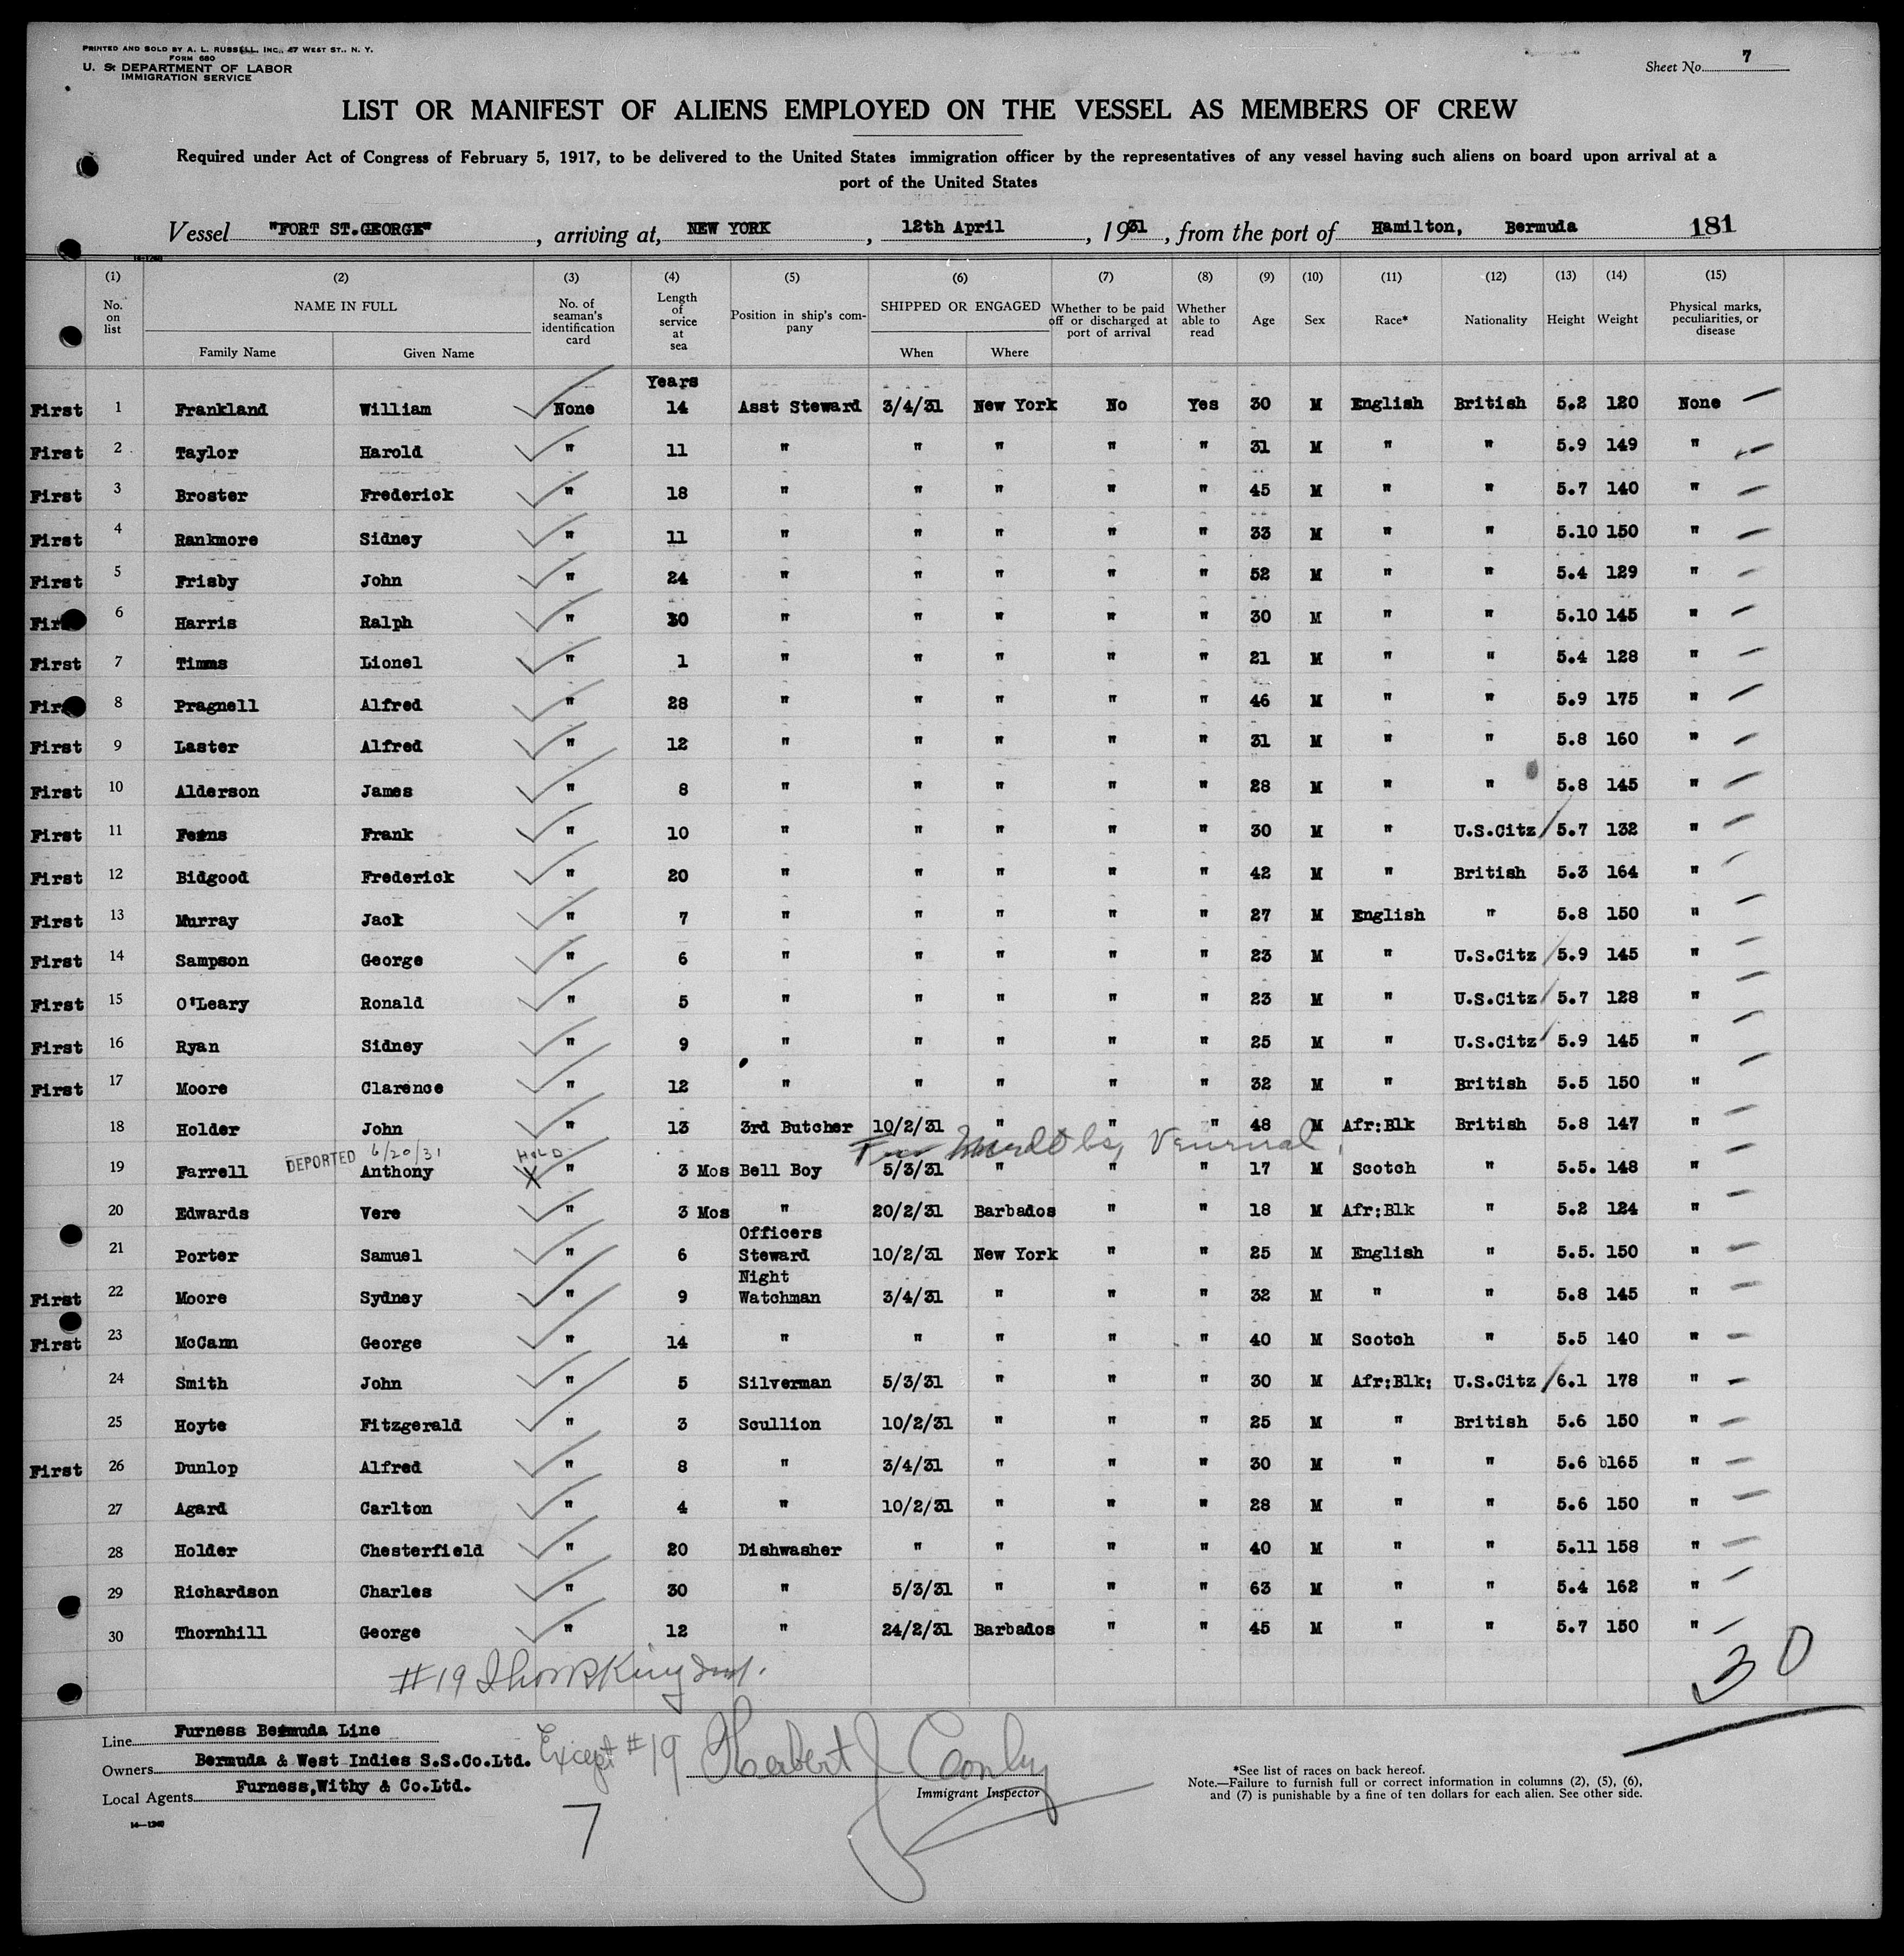 PRINTED AND SOLD BY A. L. RUSSELL, INC., 47 WEST ST., N. Y.
FORM 680
U. S. DEPARTMENT OF LABOR
IMMIGRATION SERVICE
Sheet No. 7
LIST OR MANIFEST OF ALIENS EMPLOYED ON THE VESSEL AS MEMBERS OF CREW
Required under Act of Congress of February 5, 1917, to be delivered to the United States immigration officer by the representatives of any vessel having such aliens on board upon arrival at a
port of the United States
Vessel "FORT ST.GEORGE", arriving at, NEW YORK, 12th April, 1931, from the port of Hamilton, Bermuda 181
14-1240
(1) (2) (3) (4) (5) (6) (7) (8) (9) (10) (11) (12) (13) (14) (15)
No. on list NAME IN FULL Family Name Given Name No. of seaman's identification card Length of service at sea Position in ship's company SHIPPED OR ENGAGED When Where Whether to be paid off or discharged at port of arrival Whether able to read Age Sex Race* Nationality Height Weight Physical marks, peculiarities, or disease
Years
First 1 Frankland William None 14 Asst Steward 3/4/31 New York No Yes 30 M English British 5.2 120 None
First 2 Taylor Harold " 11 " " " " " 31 M " " 5.9 149 "
First 3 Broster Frederick " 18 " " " " " 45 M " " 5.7 140 "
First 4 Rankmore Sidney " 11 " " " " " 33 M " " 5.10 150 "
First 5 Frisby John " 24 " " " " " 52 M " " 5.4 129 "
Fir 6 Harris Ralph " 30 " " " " " 30 M " " 5.10 145 "
First 7 Timms Lionel " 1 " " " " " 21 M " " 5.4 128 "
Fir 8 Pragnell Alfred " 28 " " " " " 46 M " " 5.9 175 "
First 9 Laster Alfred " 12 " " " " " 31 M " " 5.8 160 "
First 10 Alderson James " 8 " " " " " 28 M " " 5.8 145 "
First 11 Frank " 10 " " " " " 30 M " U.S.Citz 5.7 132 "
First 12 Bidgood Frederick " 20 " " " " " 42 M " British 5.3 164 "
First 13 Murray Jack " 7 " " " " " 27 M English " 5.8 150 "
First 14 Sampson George " 6 " " " " " 23 M " U.S.Citz 5.9 145 "
First 15 O'Leary Ronald " 5 " " " " " 23 M " U.S.Citz 5.7 128 "
First 16 Ryan Sidney " 9 " " " " " 25 M " U.S.Citz 5.9 145 "
First 17 Moore Clarence " 12 " " " " " 32 M " British 5.5 150 "
18 Holder John " 13 3rd Butcher 10/2/31 " " " 48 M Afr:Blk British 5.8 147 "
DEPORTED 6/20/31 HOLD
19 Farrell Anthony X " 3 Mos Bell Boy 5/3/31 " " " 17 M Scotch " 5.5. 148 "
20 Edwards Vere " 3 Mos " 20/2/31 Barbados " " 18 M Afr:Blk " 5.2 124 "
21 Porter Samuel " 6 Officers Steward 10/2/31 New York " " 25 M English " 5.5. 150 "
First 22 Moore Sydney " 9 Night Watchman 3/4/31 " " " 32 M " " 5.8 145 "
First 23 McCann George " 14 " " " " " 40 M Scotch " 5.5 140 "
24 Smith John " 5 Silverman 5/3/31 " " " 30 M Afr:Blk: U.S.Citz 6.1 178 "
25 Hoyte Fitzgerald " 3 Scullion 10/2/31 " " " 25 M " British 5.6 150 "
First 26 Dunlop Alfred " 8 " 3/4/31 " " " 30 M " " 5.6 165 "
27 Agard Carlton " 4 " 10/2/31 " " " 28 M " " 5.6 150 "
28 Holder Chesterfield " 20 Dishwasher " " " " 40 M " " 5.11 158 "
29 Richardson Charles " 30 " 5/3/31 " " " 63 M " " 5.4 162 "
30 Thornhill George " 12 " 24/2/31 Barbados " " 45 M " " 5.7 150 "
#19
30
Line Furness Bermuda Line
Owners Bermuda & West Indies S.S.Co.Ltd.
Local Agents Furness,Withy & Co.Ltd.
Except #19 Herbert J
Immigrant Inspector
7
*See list of races on back hereof.
Note.—Failure to furnish full or correct information in columns (2), (5), (6),
and (7) is punishable by a fine of ten dollars for each alien. See other side.
14—1240